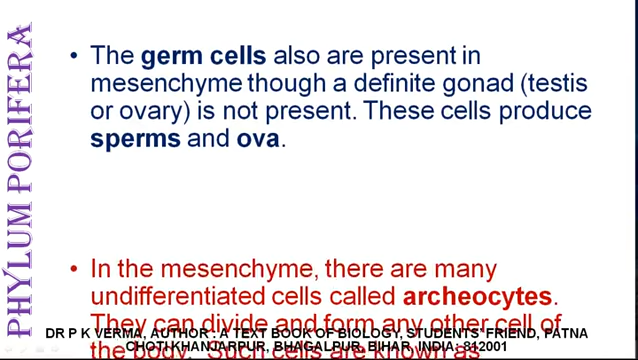 PHYLUM PORIFERA
• The germ cells also are present in
mesenchyme though a definite gonad (testis
or ovary) is not present. These cells produce
sperms and ova.
• In the mesenchyme, there are many
undifferentiated cells called archeocytes.
They can divide and form any other cell of
the body. Such cells are known as
DR P K VERMA, AUTHOR : A TEXT BOOK OF BIOLOGY, STUDENTS' FRIEND, PATNA
CHOTI KHANJARPUR, BHAGALPUR, BIHAR, INDIA; 812001